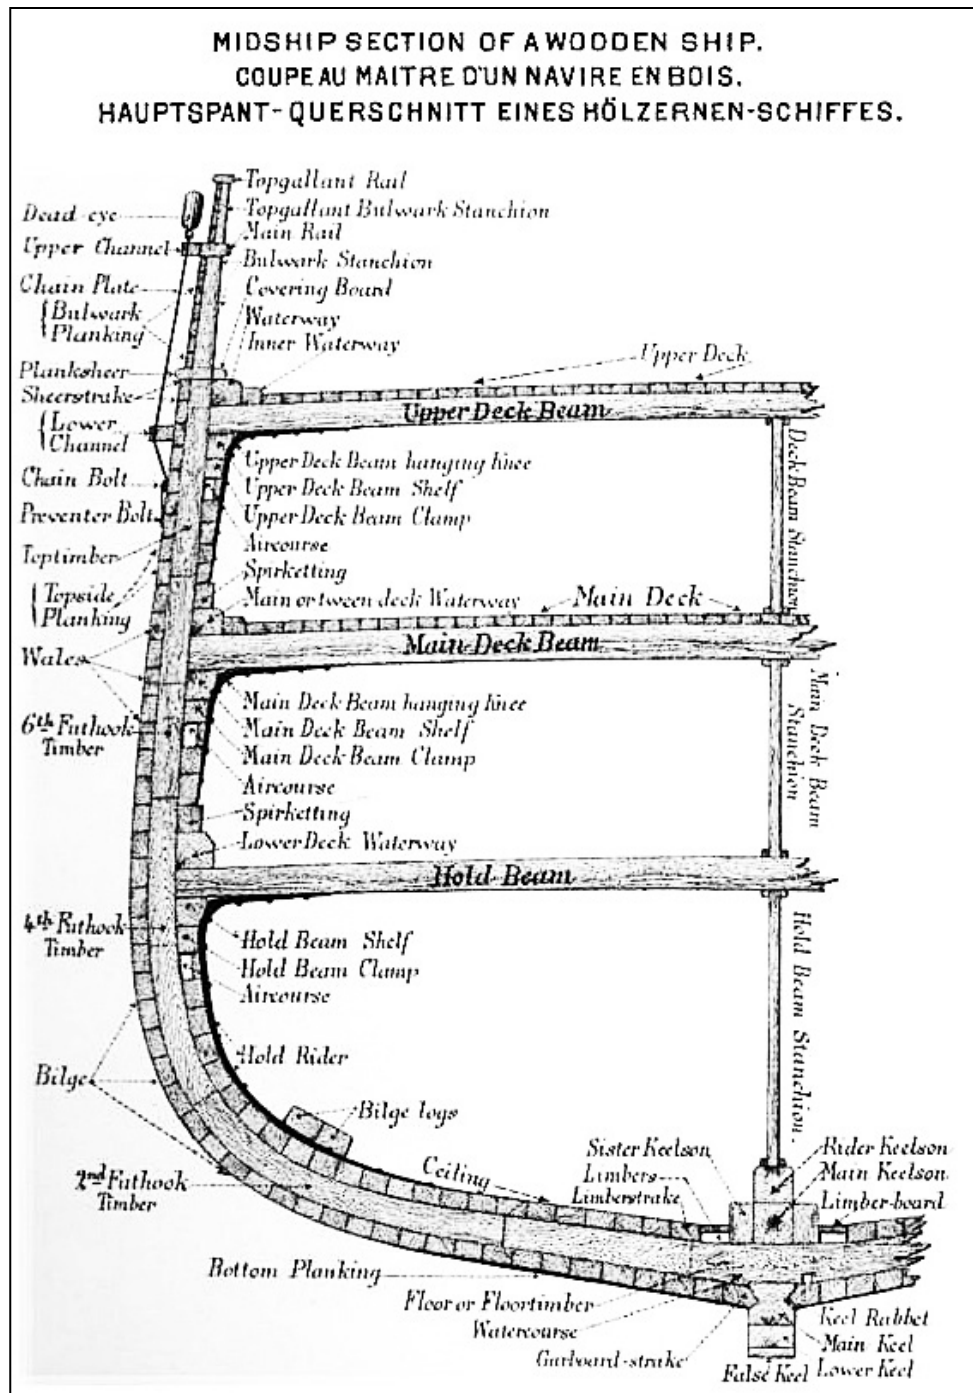 MIDSHIP SECTION OF A WOODEN SHIP.
COUPE AU MAITRE D'UN NAVIRE EN BOIS.
HAUPTSPANT-QUERSCHNITT EINES HÖLZERNEN-SCHIFFES.
Topgallant Rail
Dead eye
Topgallant Bulwark Stanchion
Main Rail
Upper Channel
Bulwark Stanchion
Chain Plate
Covering Board
Bulwark
Planking
Waterway
Inner Waterway
Upper Deck
Planksheer
Sheerstrake
Upper Deck Beam
Lower
Channel
Deck Beam Stanchion
Upper Deck Beam hanging knee
Chain Bolt
Upper Deck Beam Shelf
Preventer Bolt
Upper Deck Beam Clamp
Aircourse
Toptimber
Spirketting
Topside
Planking
Main or tween deck Waterway
Main Deck
Main Deck Beam
Wales
Main Deck Beam
Stanchion
Main Deck Beam hanging knee
6th Futhook
Timber
Main Deck Beam Shelf
Main Deck Beam Clamp
Aircourse
Spirketting
Lower Deck Waterway
Hold Beam
4th Futhook
Timber
Hold Beam Shelf
Hold Beam Clamp
Aircourse
Hold Beam Stanchion.
Hold Rider
Bilge
Bilge logs
2nd Futhook
Timber
Ceiling
Sister Keelson
Limbers
Limberstrake
Rider Keelson
Main Keelson
Limber-board
Bottom Planking
Floor or Floortimber
Watercourse
Garboard-strake
Keel Rabbet
Main Keel
Lower Keel
False Keel